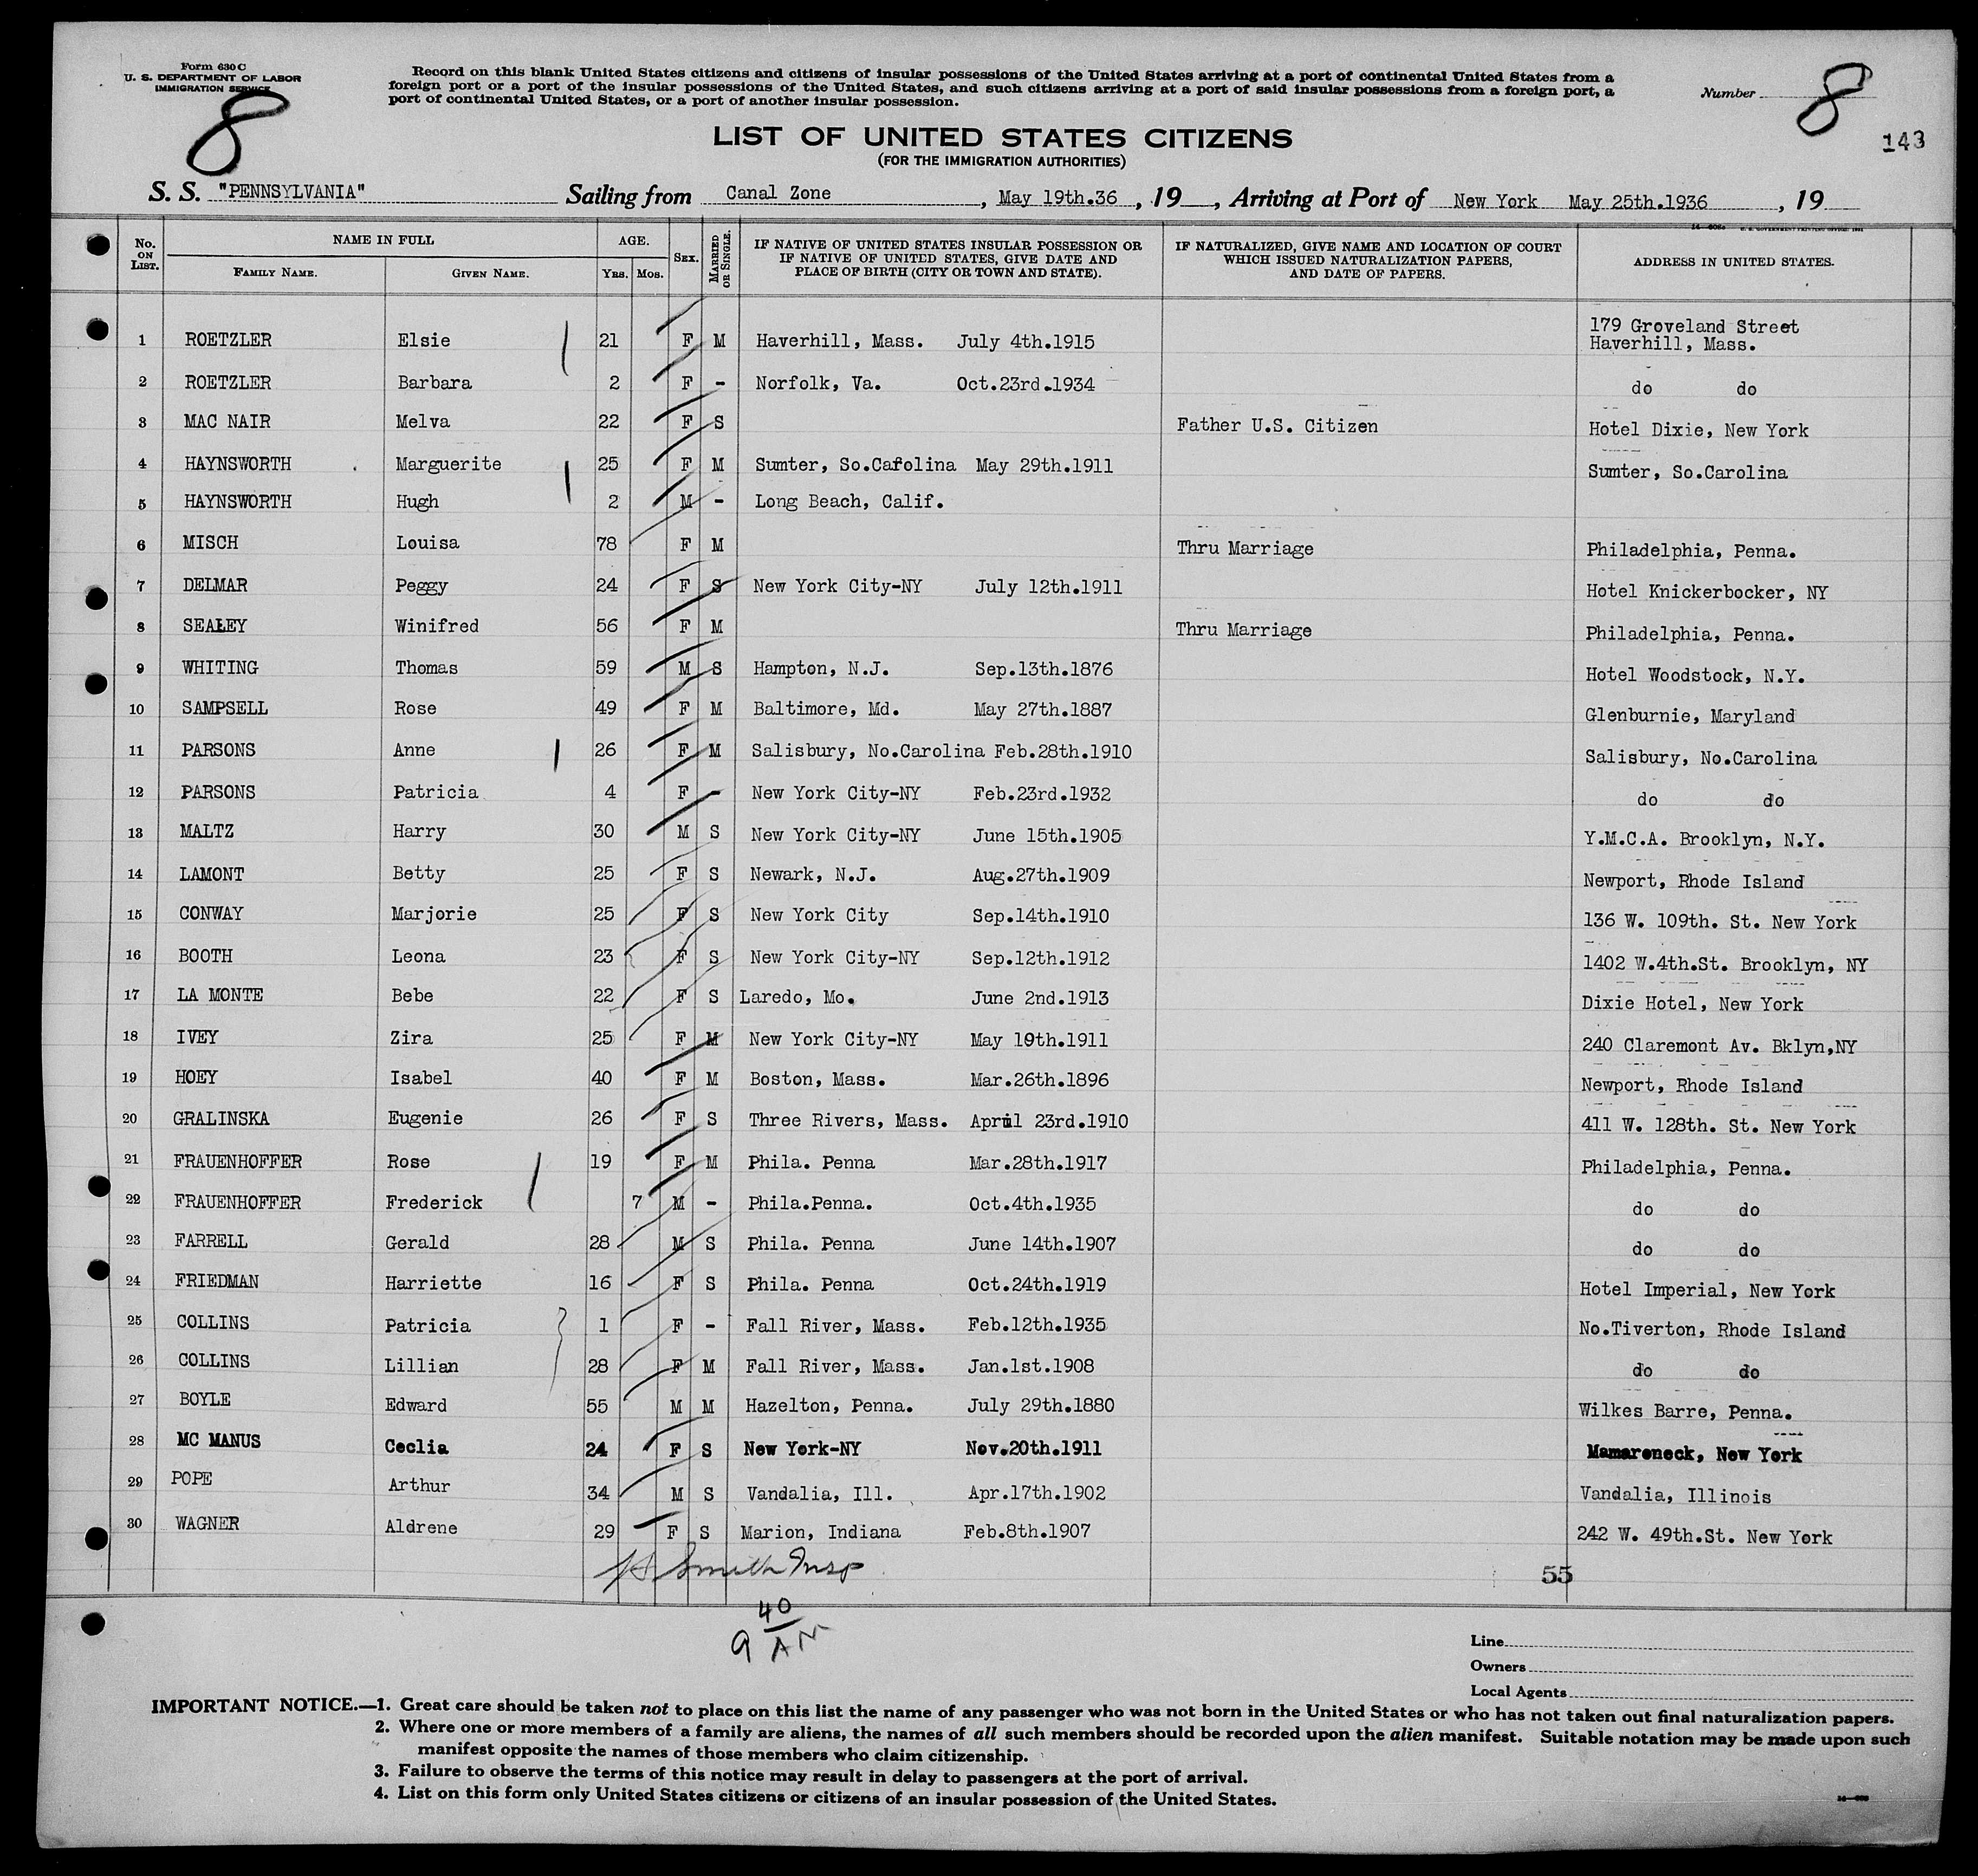 Form 630 C
U. S. DEPARTMENT OF LABOR
IMMIGRATION SERVICE
8
Record on this blank United States citizens and citizens of insular possessions of the United States arriving at a port of continental United States from a
foreign port or a port of the insular possessions of the United States, and such citizens arriving at a port of said insular possessions from a foreign port, a
port of continental United States, or a port of another insular possession.
Number 8
143
LIST OF UNITED STATES CITIZENS
(FOR THE IMMIGRATION AUTHORITIES)
S. S. "PENNSYLVANIA" Sailing from Canal Zone, May 19th.36, 19 , Arriving at Port of New York May 25th.1936, 19
No. ON LIST. NAME IN FULL FAMILY NAME. GIVEN NAME. AGE. YRS. MOS. SEX. MARRIED OR SINGLE. IF NATIVE OF UNITED STATES INSULAR POSSESSION OR IF NATIVE OF UNITED STATES, GIVE DATE AND PLACE OF BIRTH (CITY OR TOWN AND STATE). IF NATURALIZED, GIVE NAME AND LOCATION OF COURT WHICH ISSUED NATURALIZATION PAPERS, AND DATE OF PAPERS. ADDRESS IN UNITED STATES.
1 ROETZLER Elsie 21 F M Haverhill, Mass. July 4th.1915 179 Groveland Street Haverhill, Mass.
2 ROETZLER Barbara 2 F - Norfolk, Va. Oct.23rd.1934 do do
3 MAC NAIR Melva 22 F S Father U.S. Citizen Hotel Dixie, New York
4 HAYNSWORTH Marguerite 25 F M Sumter, So.Carolina May 29th.1911 Sumter, So.Carolina
5 HAYNSWORTH Hugh 2 M - Long Beach, Calif.
6 MISCH Louisa 78 F M Thru Marriage Philadelphia, Penna.
7 DELMAR Peggy 24 F S New York City-NY July 12th.1911 Hotel Knickerbocker, NY
8 SEALEY Winifred 56 F M Thru Marriage Philadelphia, Penna.
9 WHITING Thomas 59 M S Hampton, N.J. Sep.13th.1876 Hotel Woodstock, N.Y.
10 SAMPSELL Rose 49 F M Baltimore, Md. May 27th.1887 Glenburnie, Maryland
11 PARSONS Anne 26 F M Salisbury, No.Carolina Feb.28th.1910 Salisbury, No.Carolina
12 PARSONS Patricia 4 F - New York City-NY Feb.23rd.1932 do do
13 MALTZ Harry 30 M S New York City-NY June 15th.1905 Y.M.C.A. Brooklyn, N.Y.
14 LAMONT Betty 25 F S Newark, N.J. Aug.27th.1909 Newport, Rhode Island
15 CONWAY Marjorie 25 F S New York City Sep.14th.1910 136 W. 109th. St. New York
16 BOOTH Leona 23 F S New York City-NY Sep.12th.1912 1402 W.4th.St. Brooklyn, NY
17 LA MONTE Bebe 22 F S Laredo, Mo. June 2nd.1913 Dixie Hotel, New York
18 IVEY Zira 25 F M New York City-NY May 19th.1911 240 Claremont Av. Bklyn,NY
19 HOEY Isabel 40 F M Boston, Mass. Mar.26th.1896 Newport, Rhode Island
20 GRALINSKA Eugenie 26 F S Three Rivers, Mass. April 23rd.1910 411 W. 128th. St. New York
21 FRAUENHOFFER Rose 19 F M Phila. Penna Mar.28th.1917 Philadelphia, Penna.
22 FRAUENHOFFER Frederick 7 M - Phila.Penna. Oct.4th.1935 do do
23 FARRELL Gerald 28 M S Phila. Penna June 14th.1907 do do
24 FRIEDMAN Harriette 16 F S Phila. Penna Oct.24th.1919 Hotel Imperial, New York
25 COLLINS Patricia 1 F - Fall River, Mass. Feb.12th.1935 No.Tiverton, Rhode Island
26 COLLINS Lillian 28 F M Fall River, Mass. Jan.1st.1908 do do
27 BOYLE Edward 55 M M Hazelton, Penna. July 29th.1880 Wilkes Barre, Penna.
28 MC MANUS Ceclia 24 F S New York-NY Nov.20th.1911 Mamaroneck, New York
29 POPE Arthur 34 M S Vandalia, Ill. Apr.17th.1902 Vandalia, Illinois
30 WAGNER Aldrene 29 F S Marion, Indiana Feb.8th.1907 242 W. 49th.St. New York
Smith Insp
55
9 40 AM
Line
Owners
Local Agents
IMPORTANT NOTICE.—1. Great care should be taken not to place on this list the name of any passenger who was not born in the United States or who has not taken out final naturalization papers.
2. Where one or more members of a family are aliens, the names of all such members should be recorded upon the alien manifest. Suitable notation may be made upon such
manifest opposite the names of those members who claim citizenship.
3. Failure to observe the terms of this notice may result in delay to passengers at the port of arrival.
4. List on this form only United States citizens or citizens of an insular possession of the United States.